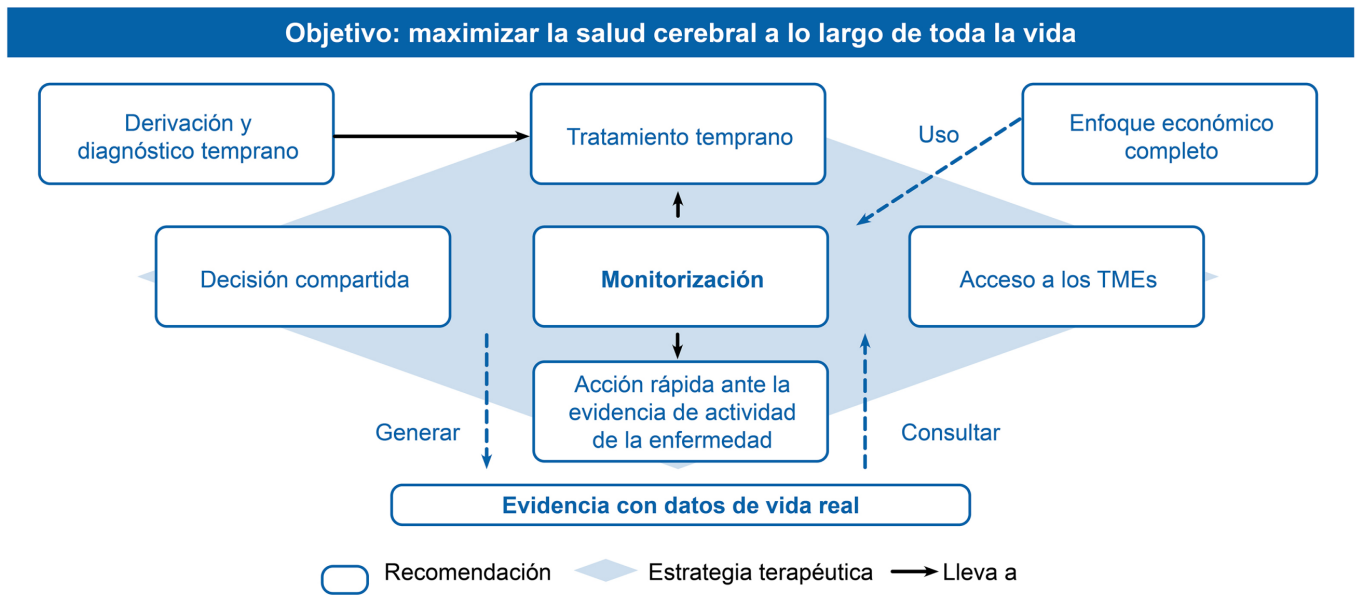 Objetivo: maximizar la salud cerebral a lo largo de toda la vida
Derivación y
diagnóstico temprano
Tratamiento temprano
Uso
Enfoque económico
completo
Decisión compartida
Monitorización
Acceso a los TMEs
Generar
Acción rápida ante la
evidencia de actividad
de la enfermedad
Consultar
Evidencia con datos de vida real
Recomendación
Estrategia terapéutica
Lleva a